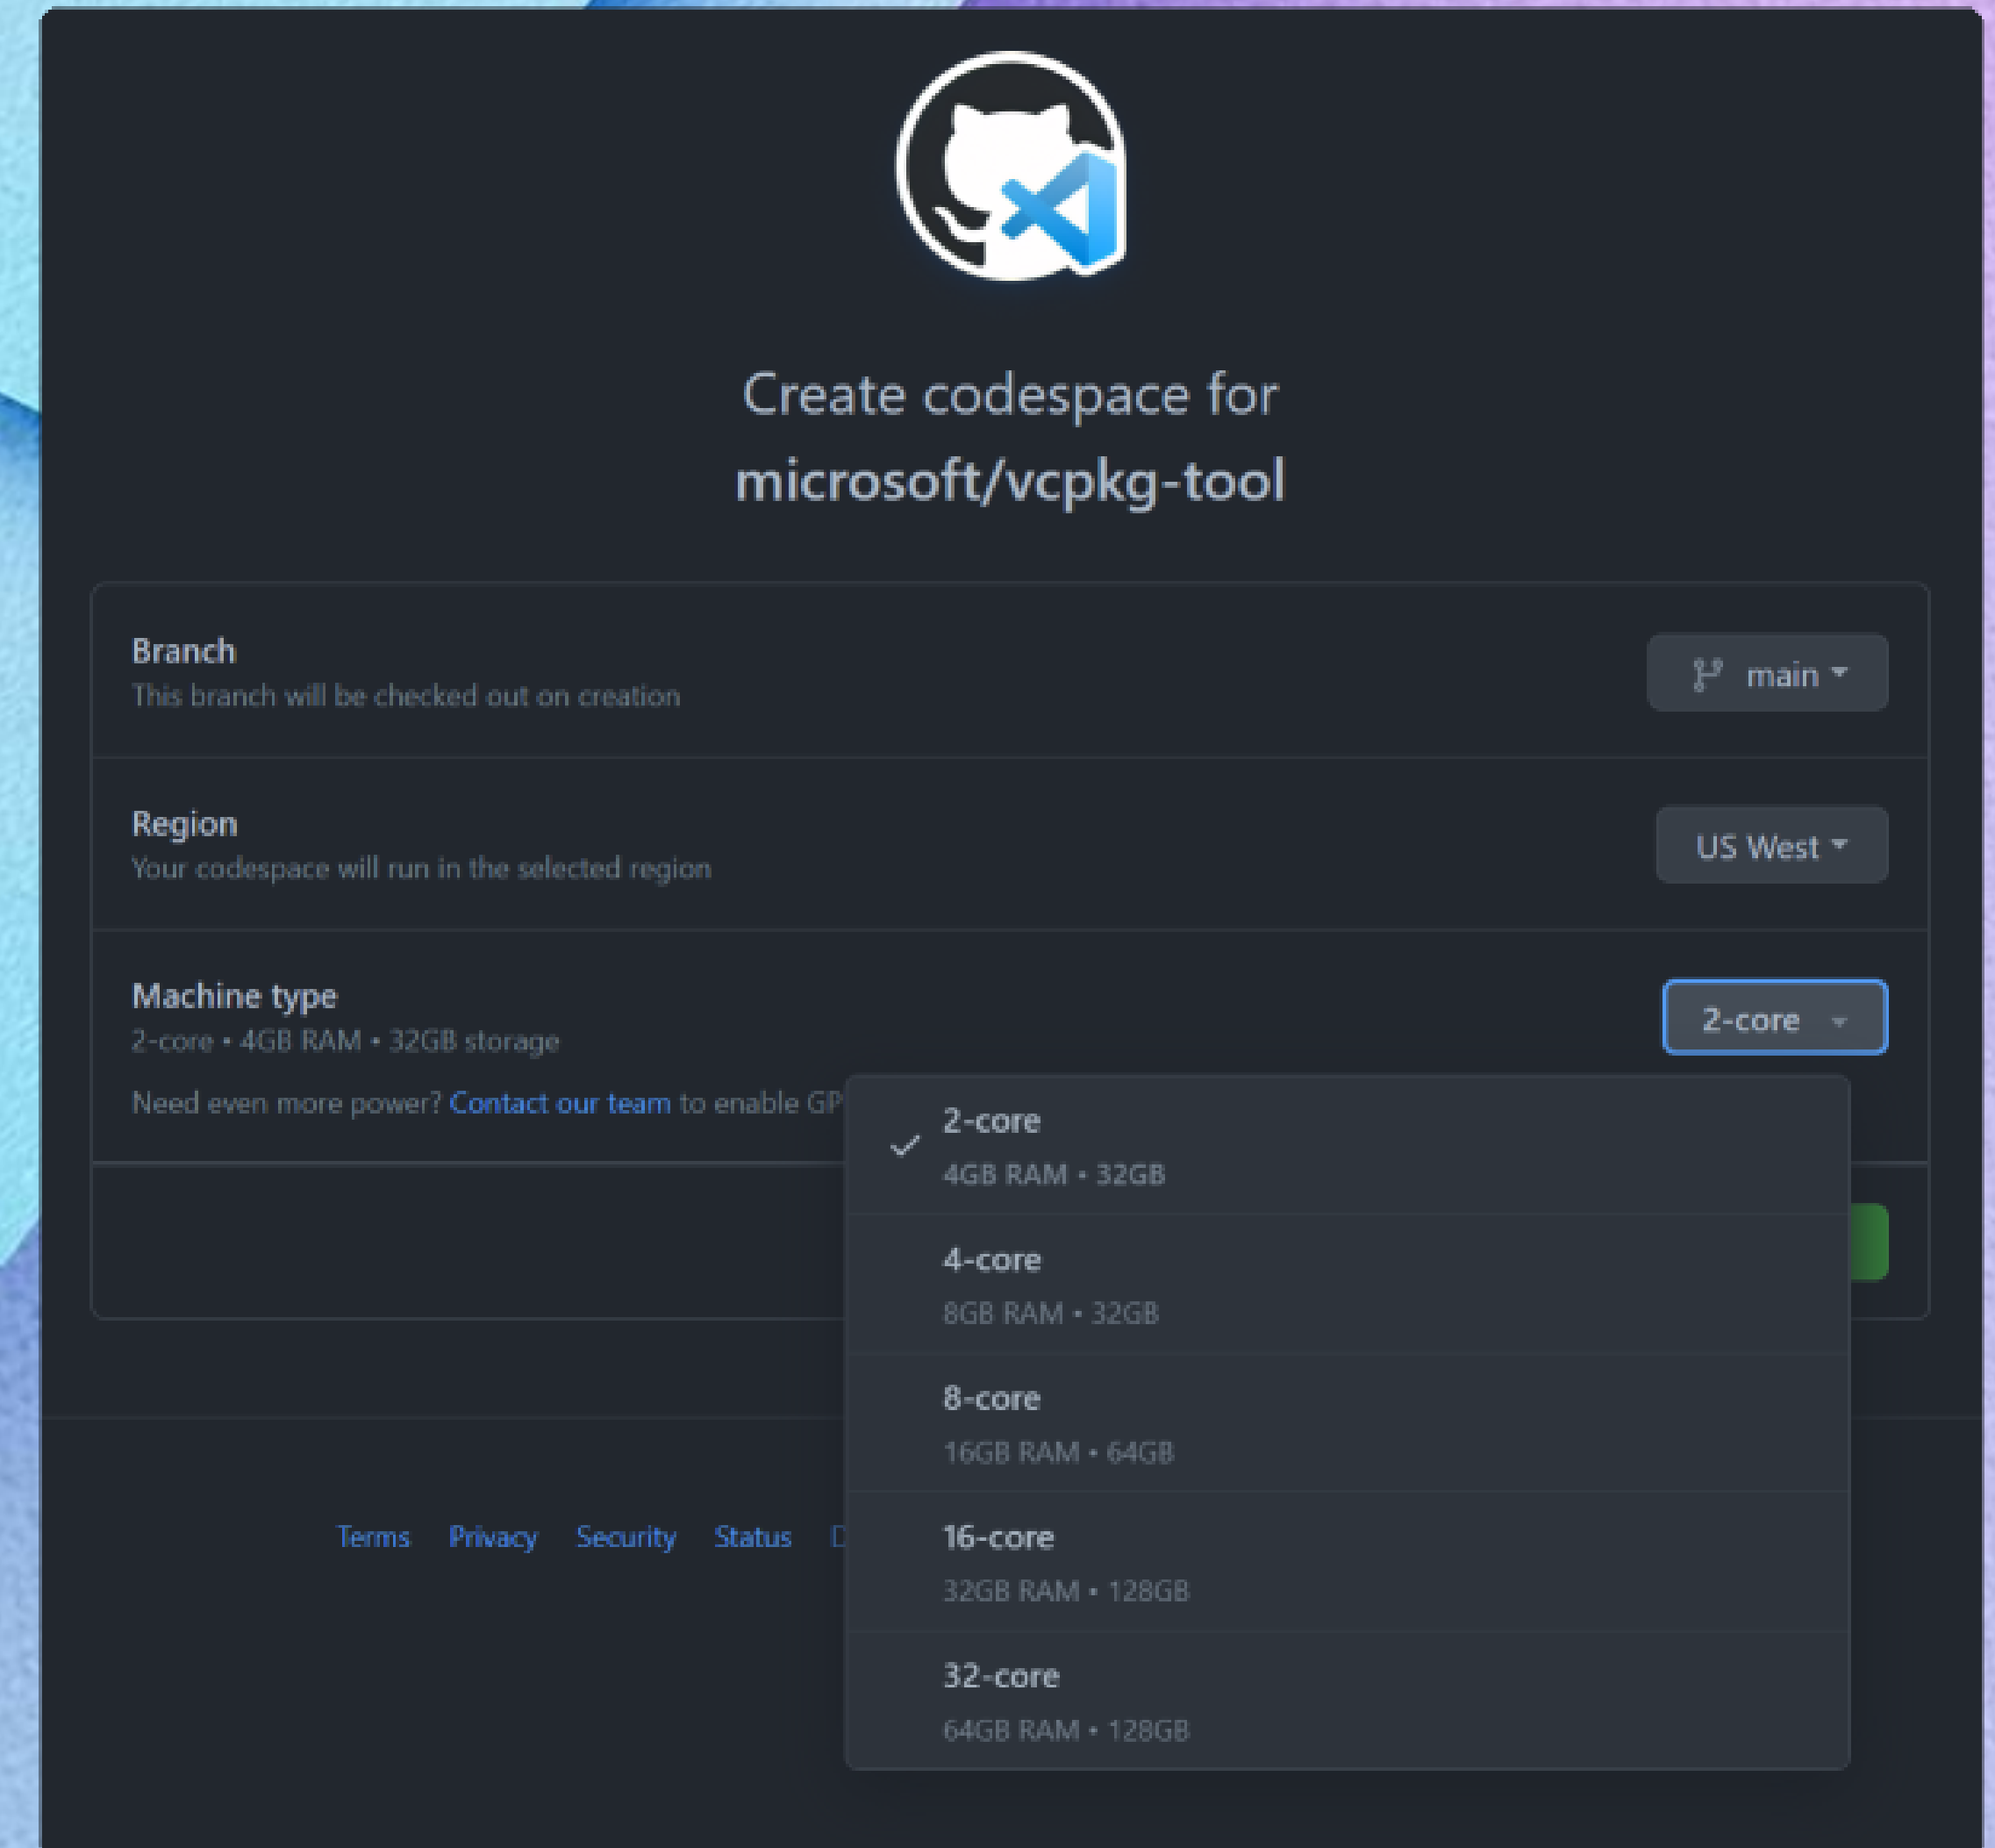 Create codespace for
microsoft/vcpkg-tool
Branch
This branch will be checked out on creation
main
Region
Your codespace will run in the selected region
US West
Machine type
2-core • 4GB RAM • 32GB storage
2-core
Need even more power? Contact our team to enable GP
2-core
4GB RAM • 32GB
4-core
8GB RAM • 32GB
8-core
16GB RAM • 64GB
16-core
32GB RAM • 128GB
32-core
64GB RAM • 128GB
Terms Privacy Security Status